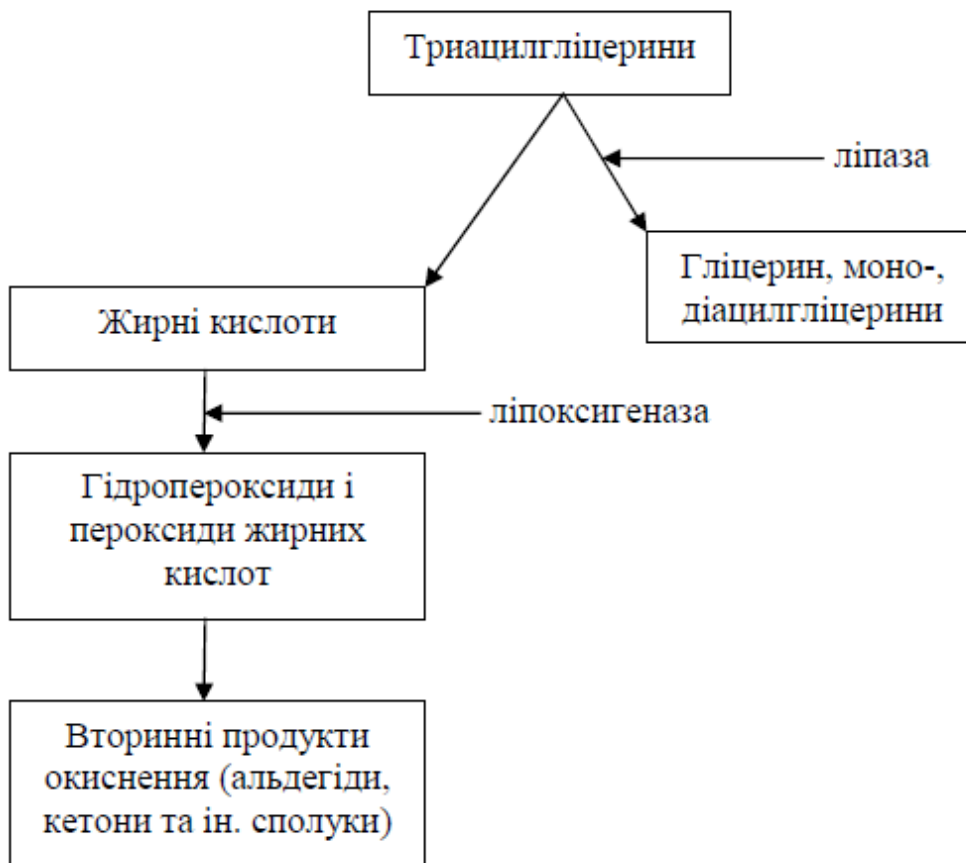 Триацилгліцерини
ліпаза
Гліцерин, моно-,
діацилгліцерини
Жирні кислоти
ліпоксигеназа
Гідропероксиди і
пероксиди жирних
кислот
Вторинні продукти
окиснення (альдегіди,
кетони та ін. сполуки)